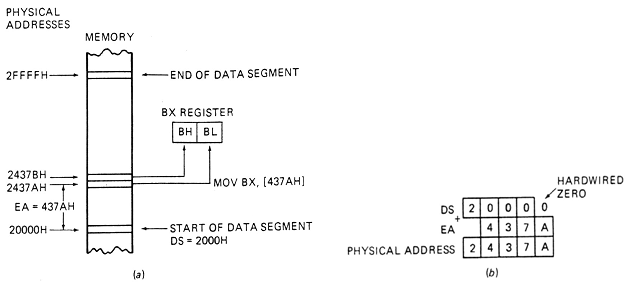 PHYSICAL
ADDRESSES
MEMORY
2FFFFH
END OF DATA SEGMENT
BX REGISTER
BH BL
2437BH
2437AH
MOV BX, [437AH]
EA = 437AH
20000H
START OF DATA SEGMENT
DS = 2000H
(a)
HARDWIRED
ZERO
DS 2 0 0 0 0
+
EA 4 3 7 A
PHYSICAL ADDRESS 2 4 3 7 A
(b)